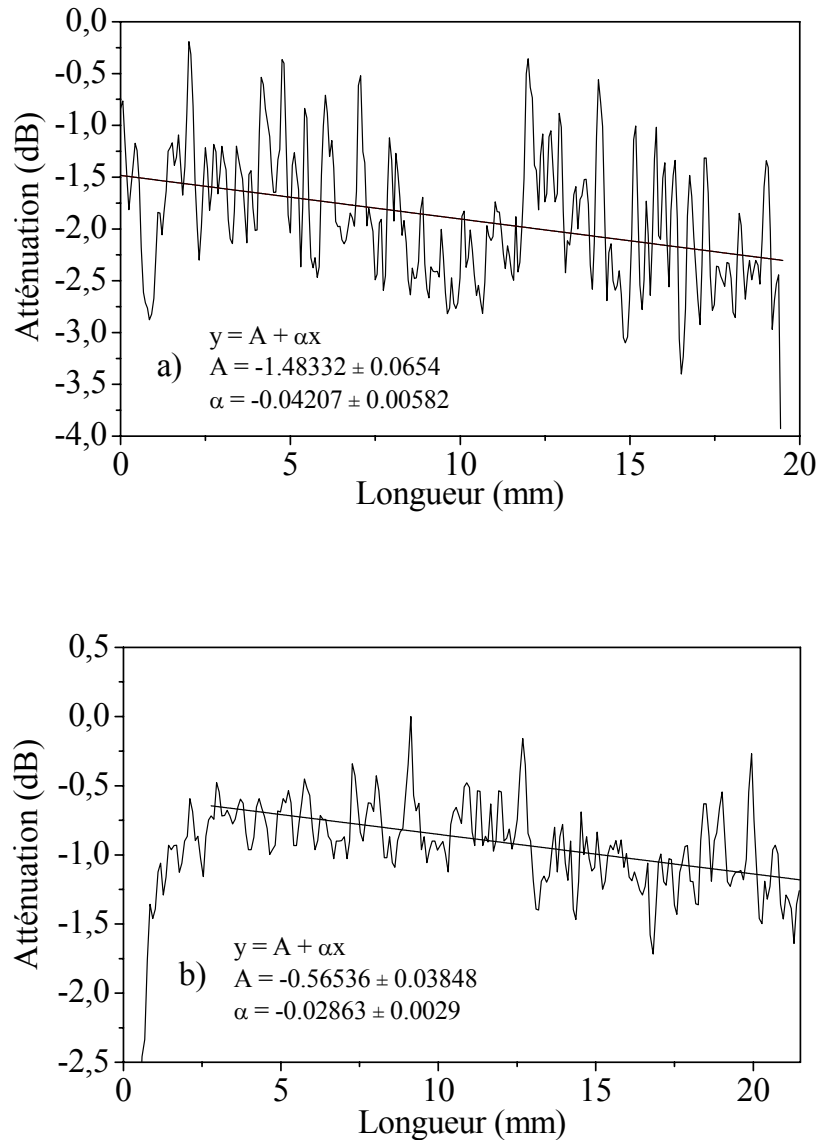 0,0
-0,5
-1,0
-1,5
-2,0
-2,5
-3,0
-3,5
-4,0
Atténuation (dB)
y = A + αx
a)
A = -1.48332 ± 0.0654
α = -0.04207 ± 0.00582
0 5 10 15 20
Longueur (mm)
0,5
0,0
-0,5
-1,0
-1,5
-2,0
-2,5
Atténuation (dB)
y = A + αx
b)
A = -0.56536 ± 0.03848
α = -0.02863 ± 0.0029
0 5 10 15 20
Longueur (mm)